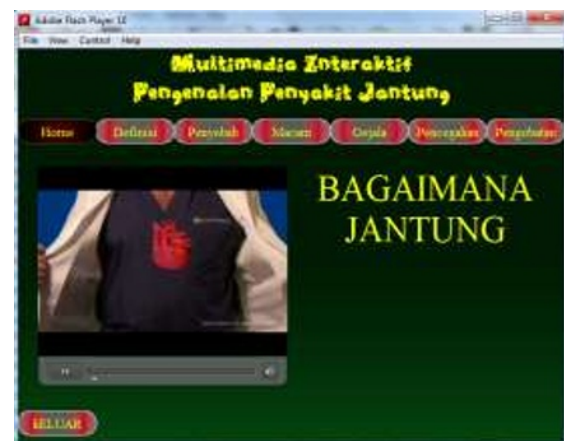 Adobe Flash Player 10
File View Control Help
Multimedia Interaktif
Pengenalan Penyakit Jantung
Home Definisi Penyebab Macam Gejala Pencegahan Pengobatan
BAGAIMANA
JANTUNG
KELUAR